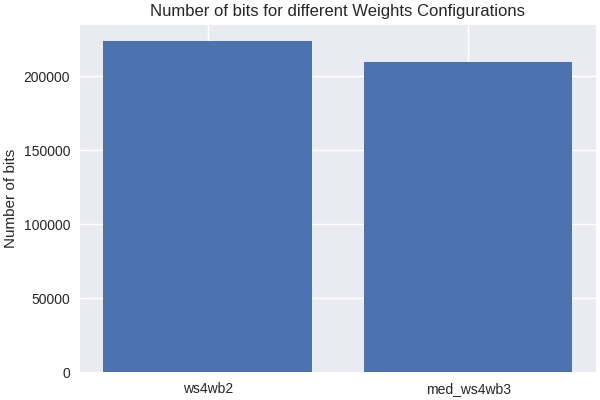 Number of bits for different Weights Configurations
Number of bits
200000
150000
100000
50000
0
ws4wb2
med_ws4wb3